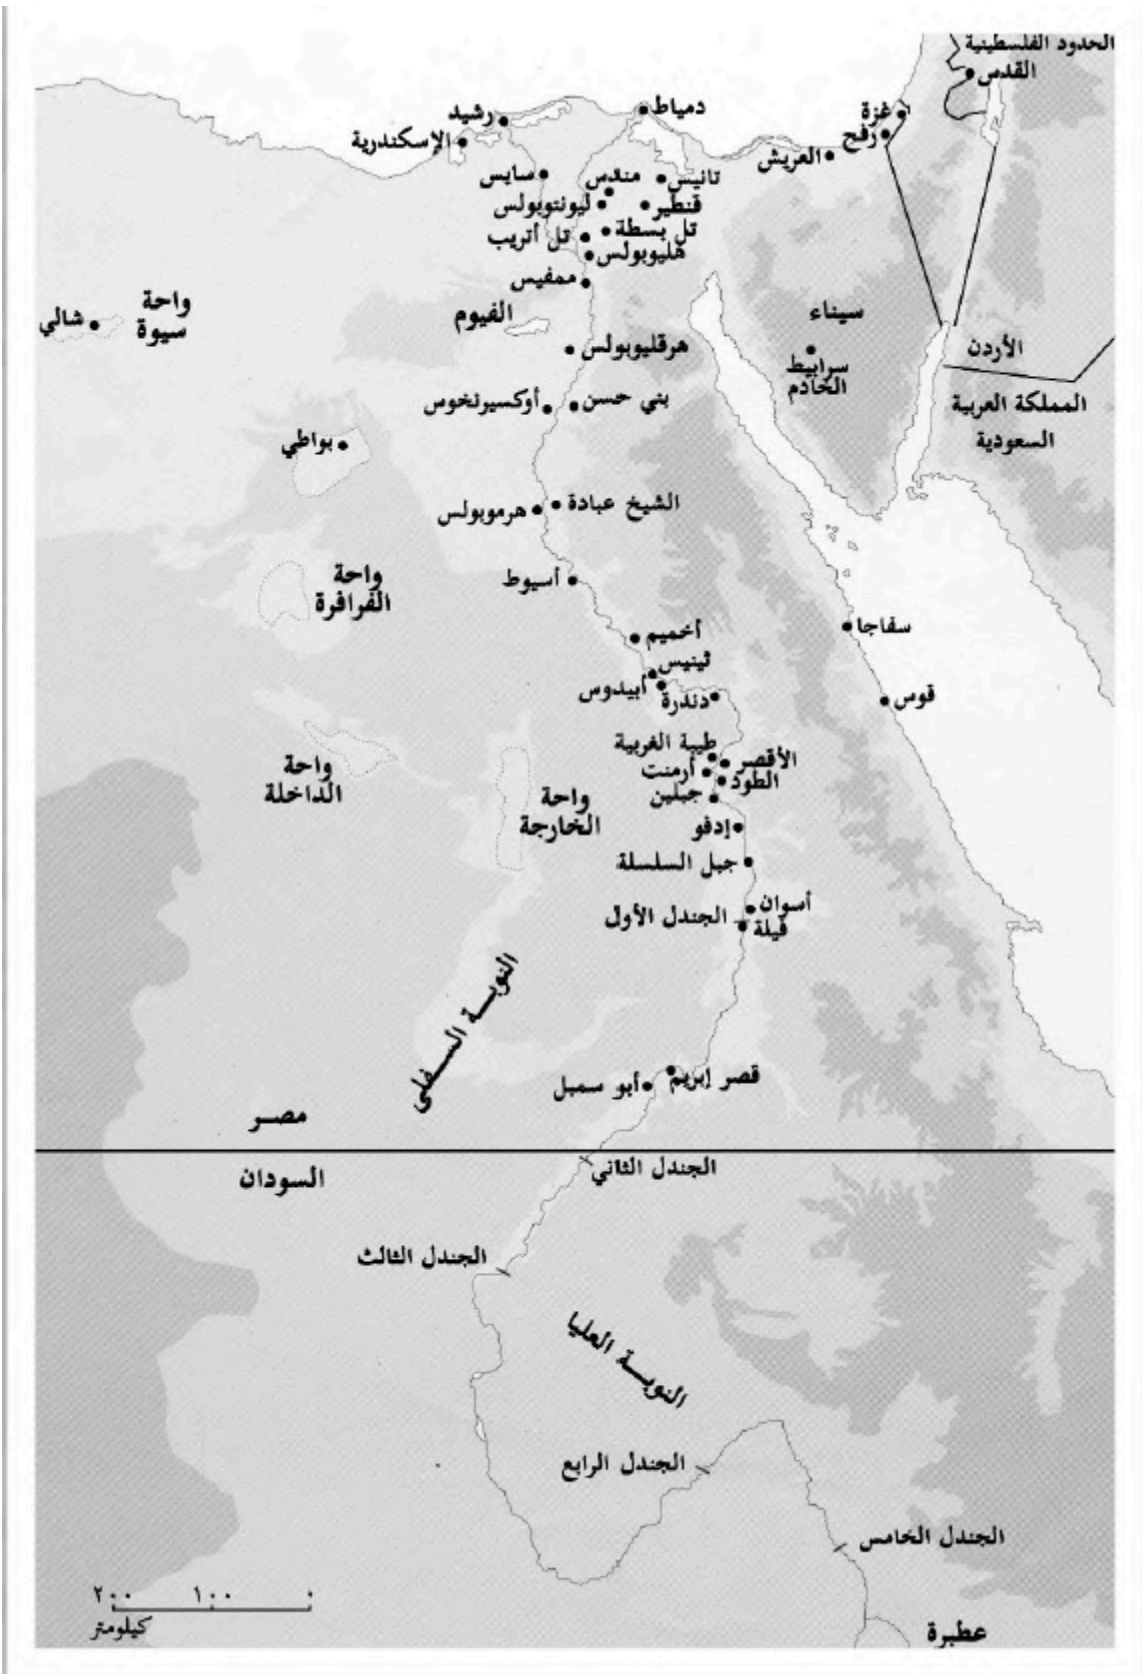 الحدود الفلسطينية
القدس
دمياط
غزة
رشيد
رفح
الإسكندرية
العريش
سايس
مندس
تانيس
ليونتوبولس
قنطير
تل بسطة
تل أتريب
هليوبولس
ممفيس
واحة
سيوة
شالي
الفيوم
سيناء
هرقليوبولس
الأردن
سرابيط
الخادم
أوكسيرنخوس
بني حسن
المملكة العربية
السعودية
بواطي
هرموبولس
الشيخ عبادة
أسيوط
واحة
الفرافرة
سفاجا
أخميم
ثينيس
أبيدوس
دندرة
قوس
طيبة الغربية
الأقصر
أرمنت
الطود
جبلين
واحة
الداخلة
واحة
الخارجة
إدفو
جبل السلسلة
أسوان
الجندل الأول
فيلة
النوبة السفلى
قصر إبريم
أبو سمبل
مصر
الجندل الثاني
السودان
الجندل الثالث
النوبة العليا
الجندل الرابع
الجندل الخامس
٢٠٠ ١٠٠ ٠
كيلومتر
عطبرة